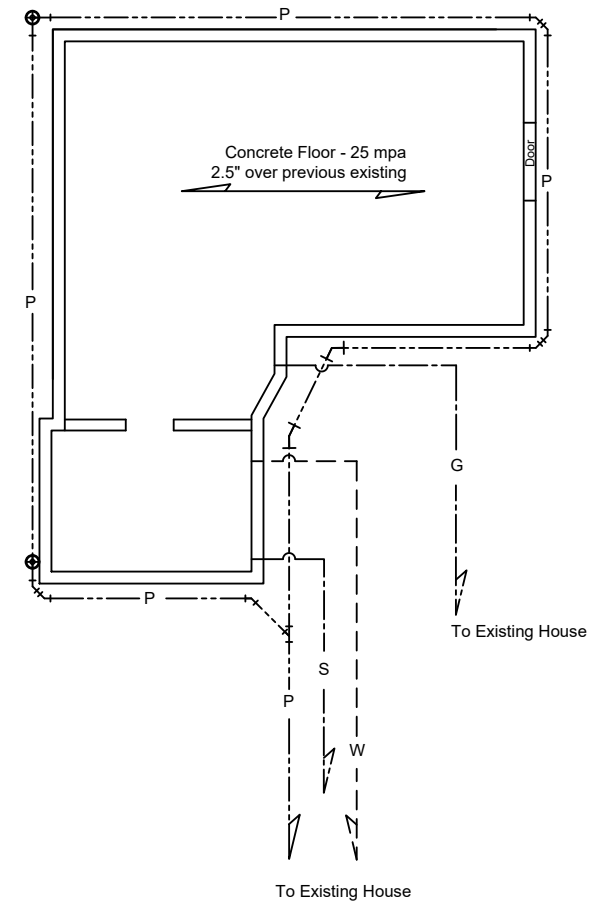 P
Concrete Floor - 25 mpa
2.5" over previous existing
Door
P
P
G
To Existing House
P
S
P
W
To Existing House